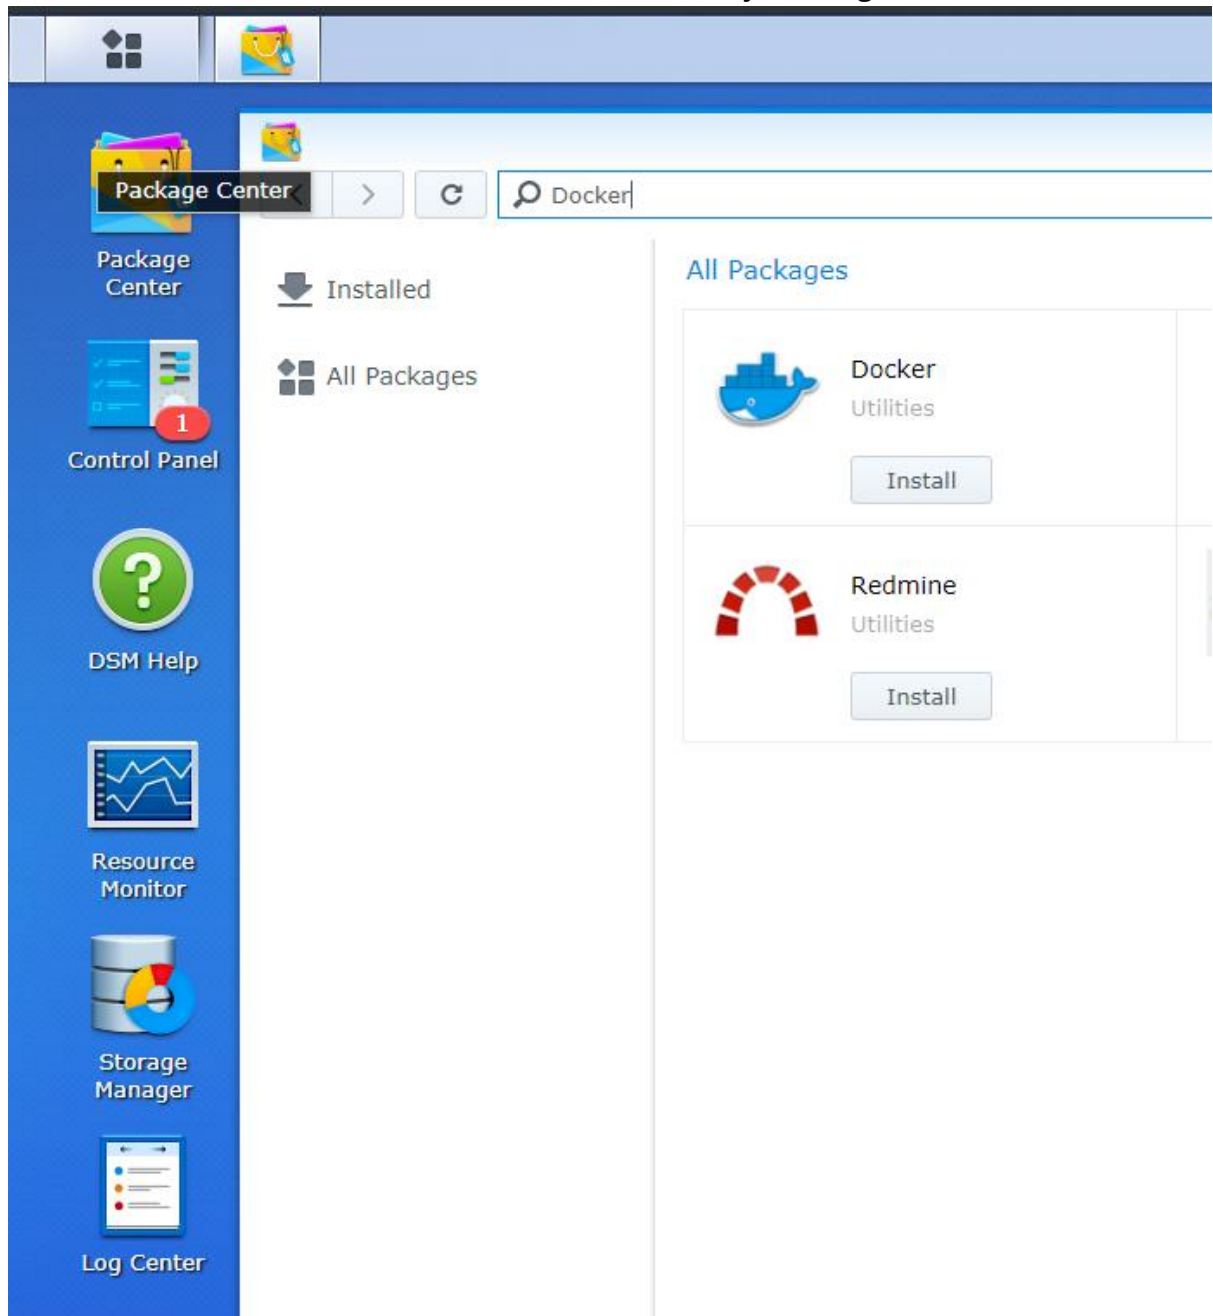 Package Center
Docker
Package
Center
Installed
All Packages
All Packages
Docker
Utilities
Install
Redmine
Utilities
Install
1
Control Panel
?
DSM Help
Resource
Monitor
Storage
Manager
Log Center